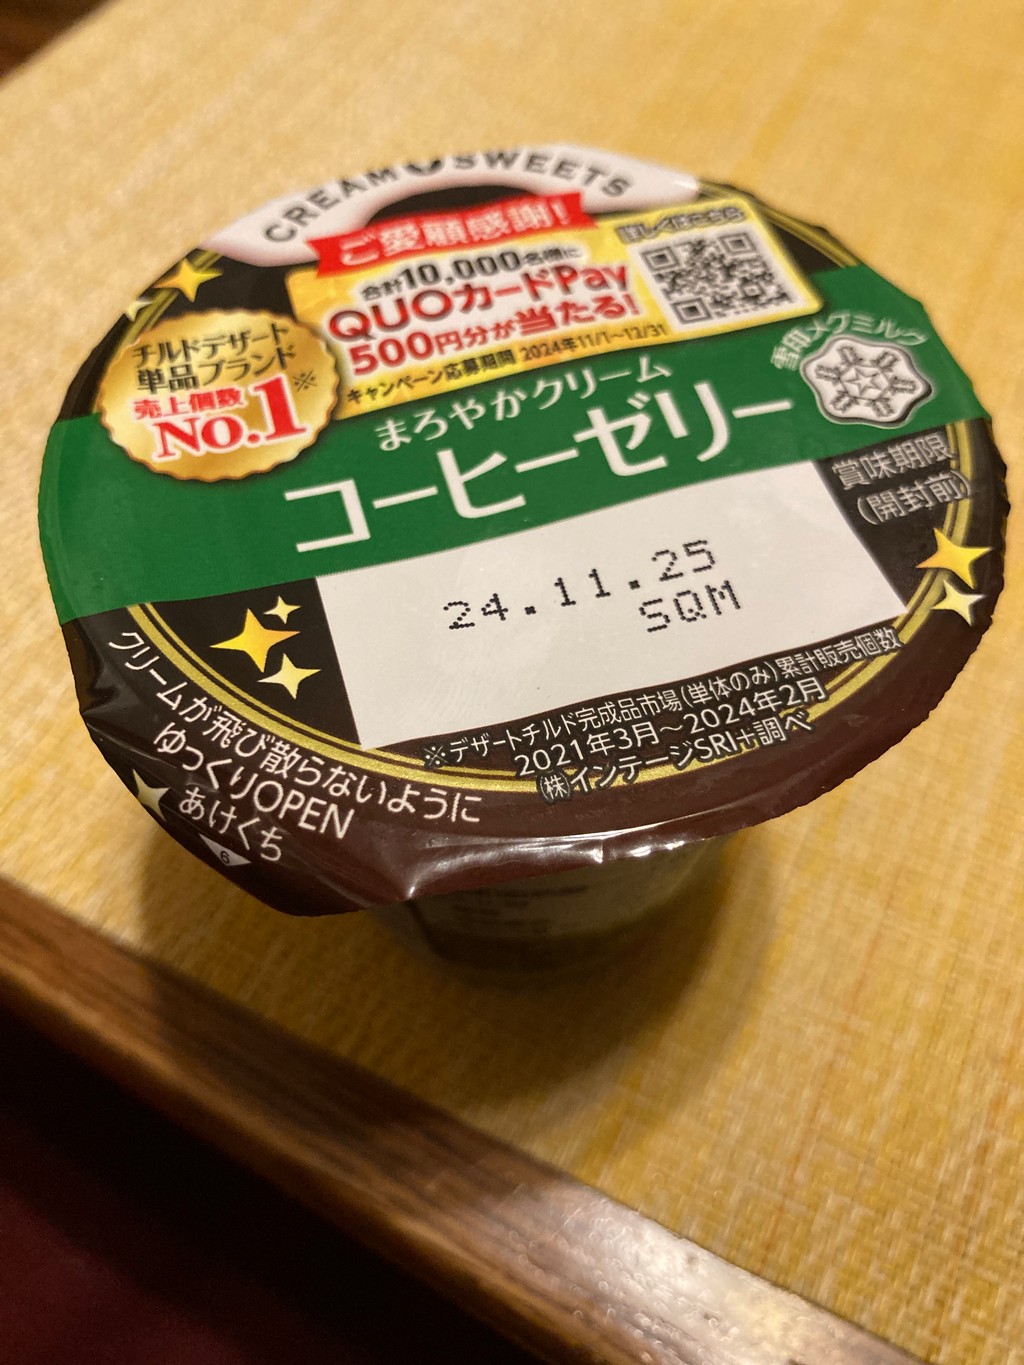 CREAM SWEETS
ご愛顧感謝!
合計10,000名様に
QUOカードPay
500円分が当たる!
キャンペーン応募期間 2024年11/1~12/31
詳しくはこちら
チルドデザート
単品ブランド
売上個数※
No.1
雪印メグミルク
まろやかクリーム
コーヒーゼリー
賞味期限
(開封前)
24.11.25
SQM
※デザートチルド完成品市場(単体のみ)累計販売個数
2021年3月~2024年2月
(株)インテージSRI+調べ
クリームが飛び散らないように
ゆっくりOPEN
あけくち
6